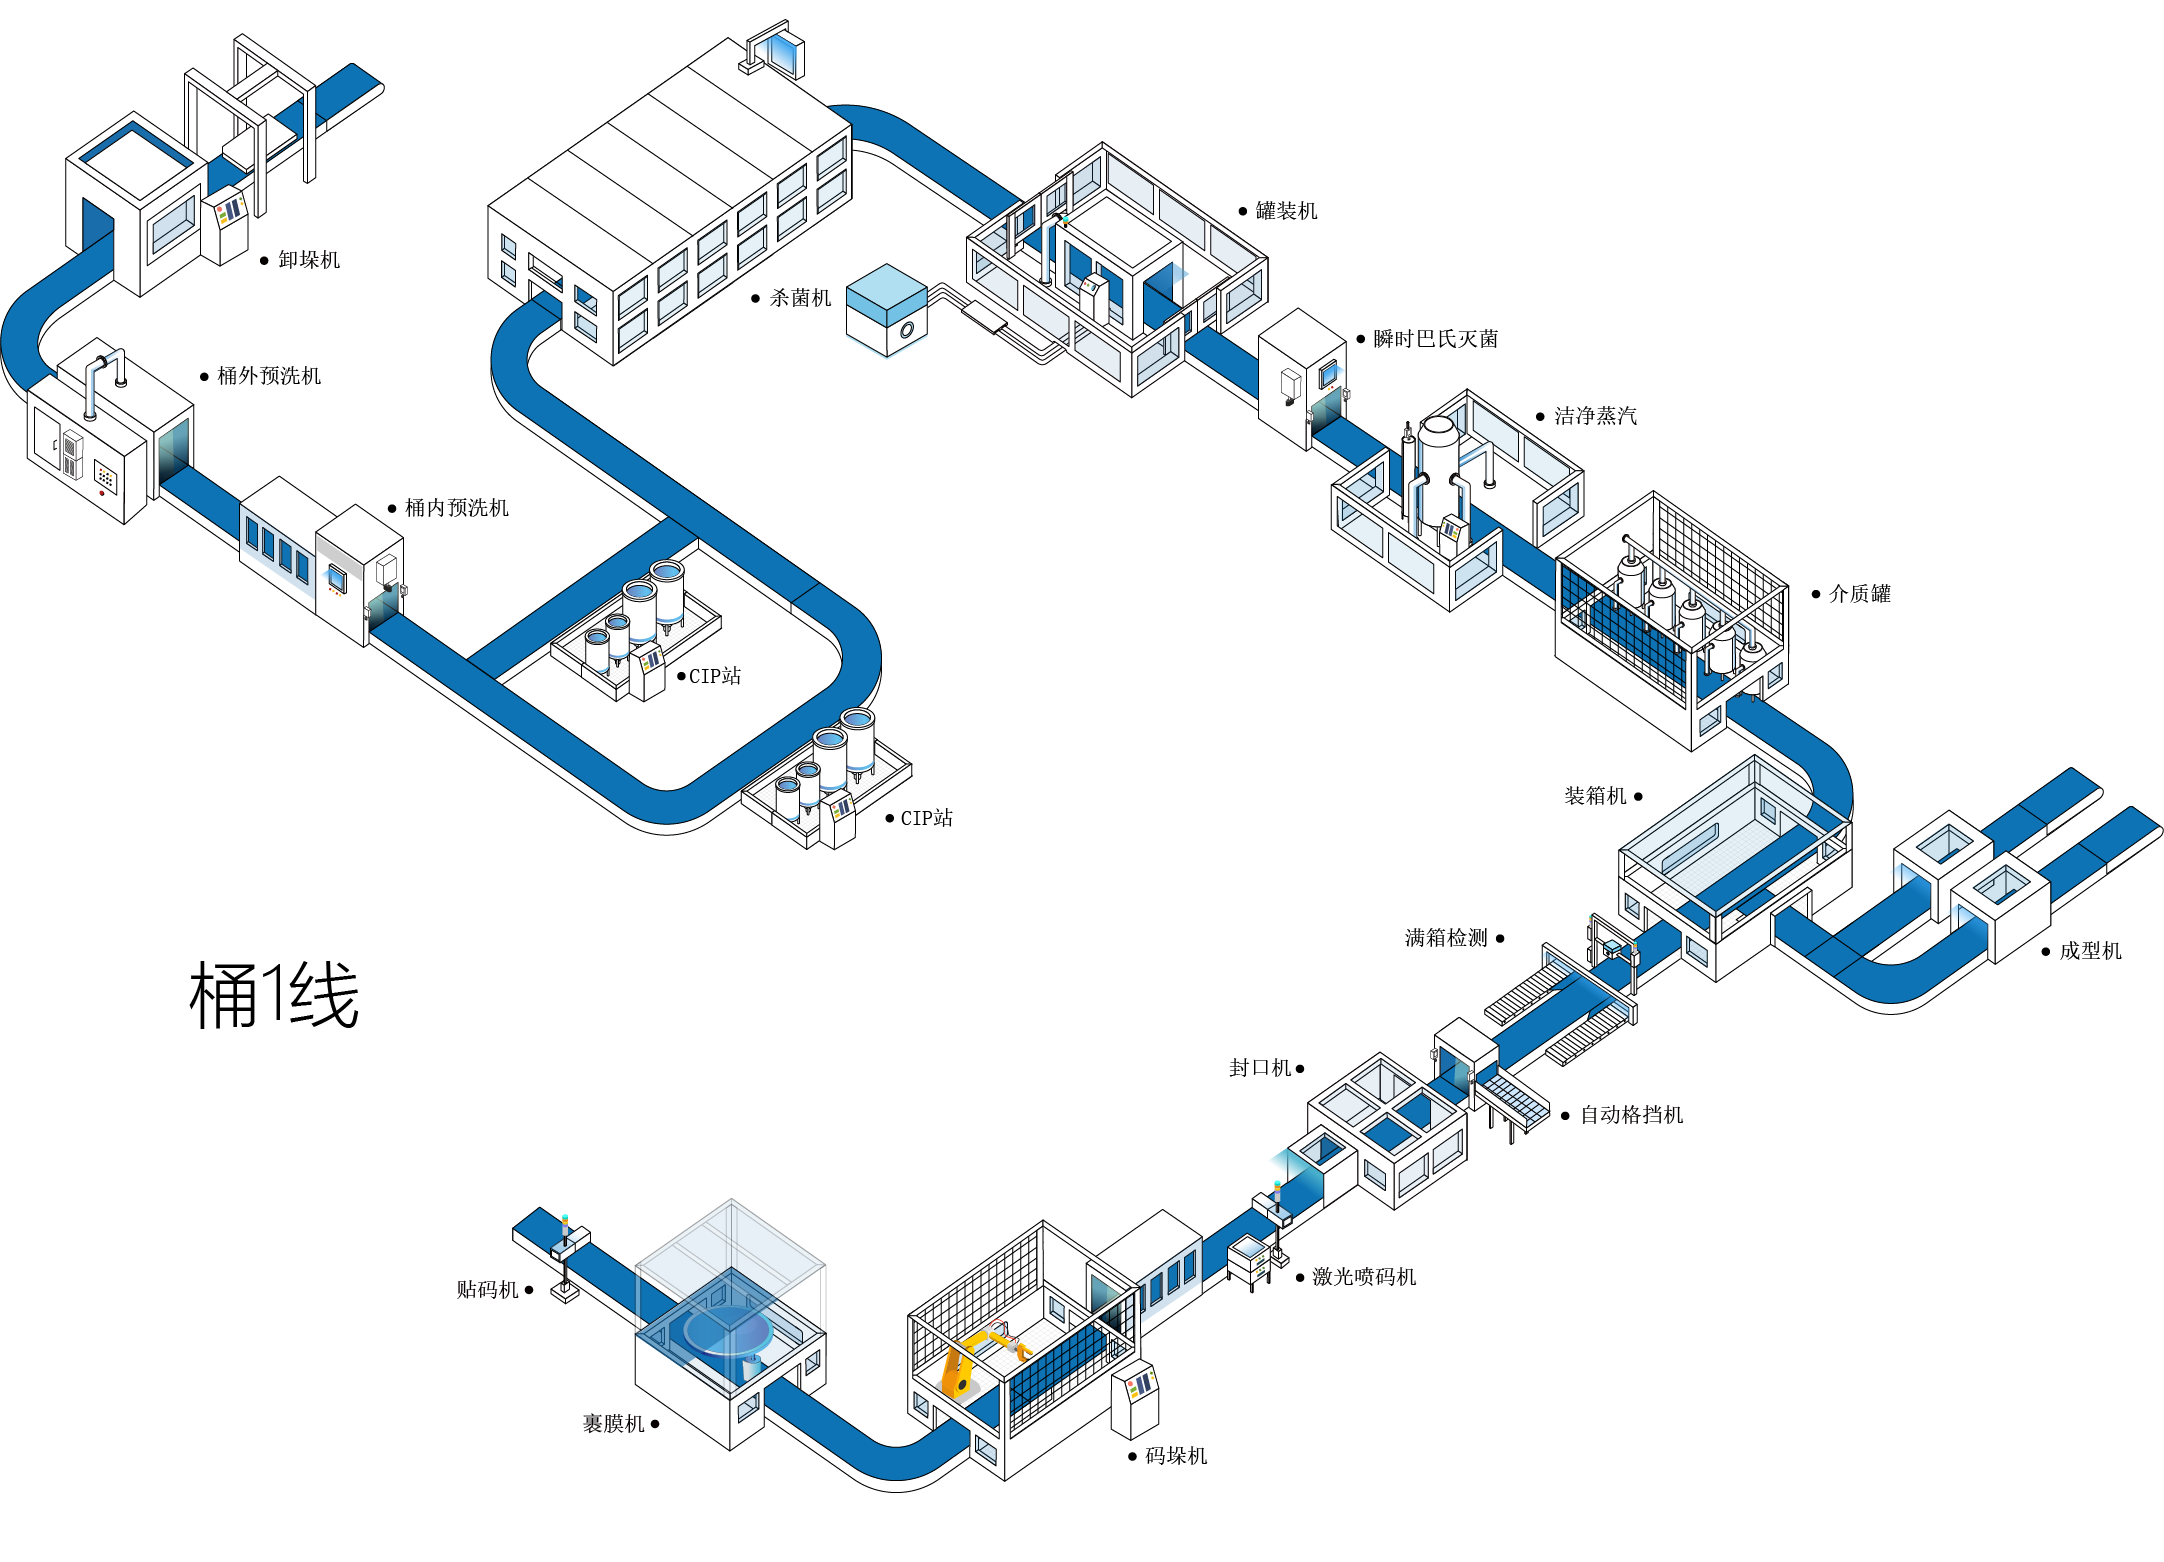 ● 罐装机
● 卸垛机
● 杀菌机
● 瞬时巴氏灭菌
● 桶外预洗机
● 洁净蒸汽
● 桶内预洗机
● 介质罐
● CIP站
装箱机 ●
● CIP站
满箱检测 ●
● 成型机
桶1线
封口机 ●
● 自动格挡机
● 激光喷码机
贴码机 ●
裹膜机 ●
● 码垛机